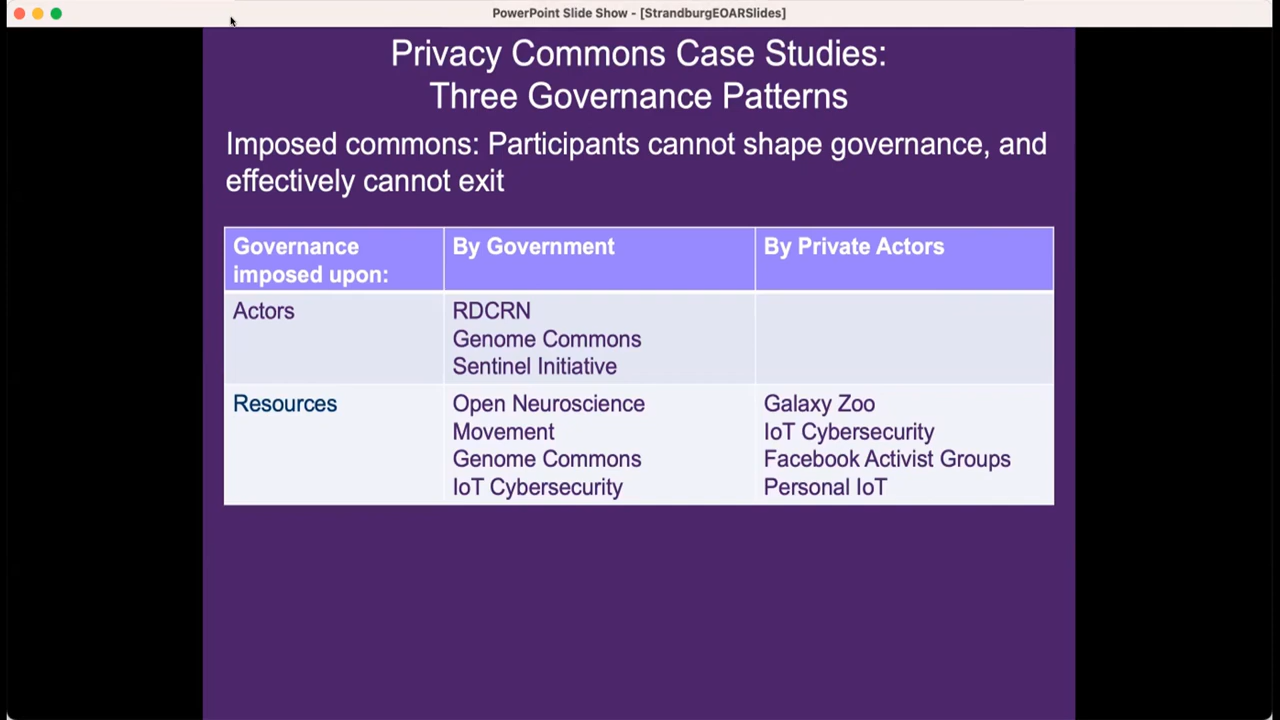 PowerPoint Slide Show - [StrandburgEOARSlides]
Privacy Commons Case Studies:
Three Governance Patterns
Imposed commons: Participants cannot shape governance, and
effectively cannot exit
Governance
imposed upon:
By Government
By Private Actors
Actors
RDCRN
Genome Commons
Sentinel Initiative
Resources
Open Neuroscience
Movement
Genome Commons
IoT Cybersecurity
Galaxy Zoo
IoT Cybersecurity
Facebook Activist Groups
Personal IoT